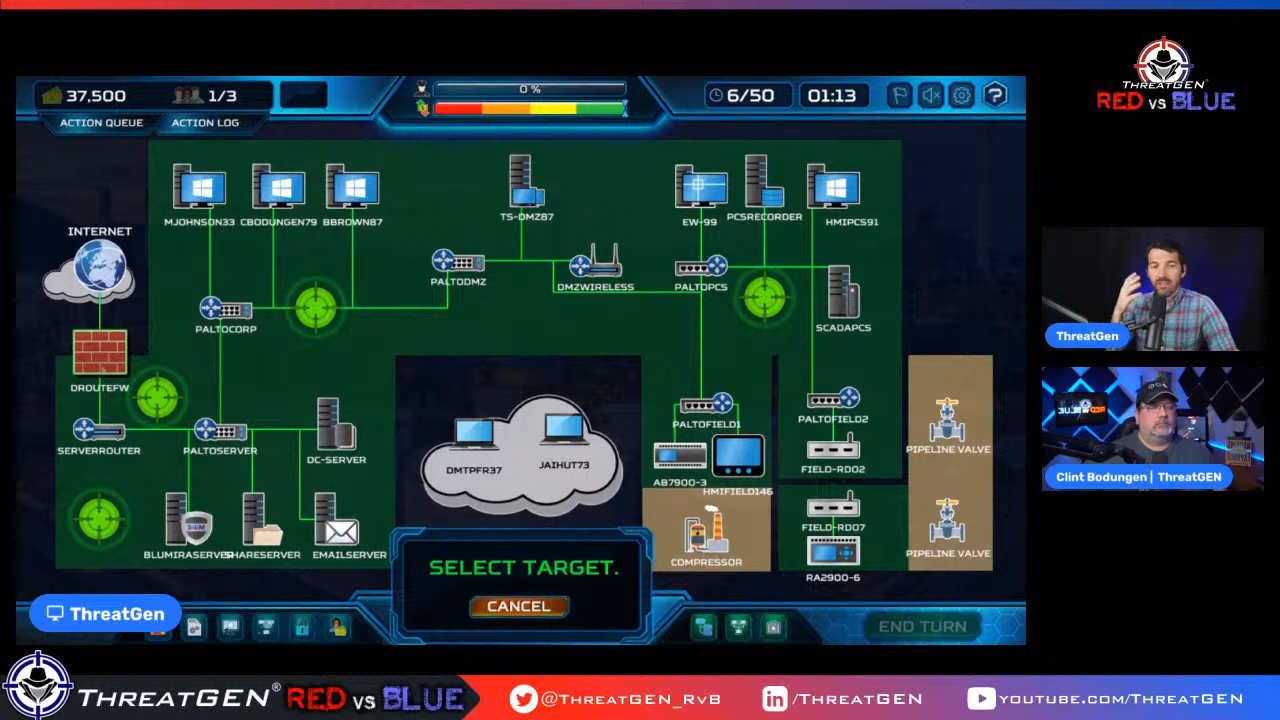 THREATGEN®
RED vs BLUE
37,500
1/3
0 %
6/50
01:13
?
ACTION QUEUE
ACTION LOG
MJOHNSON33
CBODUNGEN79
BBROWN87
TS-DMZ87
EW-99
PCSRECORDER
HMIPCS91
INTERNET
PALTODMZ
DMZWIRELESS
PALTOPCS
PALTOCORP
SCADAPCS
DROUTEFW
SERVERROUTER
PALTOSERVER
DC-SERVER
DMTPFR37
JAIHUT73
PALTOFIELD1
PALTOFIELD2
PIPELINE VALVE
AB7900-3
HMIFIELD146
FIELD-RD02
SIEM
BLUMIRASERVER
SHARESERVER
EMAILSERVER
COMPRESSOR
FIELD-RD07
RA2900-6
PIPELINE VALVE
SELECT TARGET.
CANCEL
END TURN
ThreatGen
ThreatGen
Clint Bodungen | ThreatGEN
THREATGEN® RED vs BLUE
@THREATGEN_RVB
in/THREATGEN
YOUTUBE.COM/THREATGEN